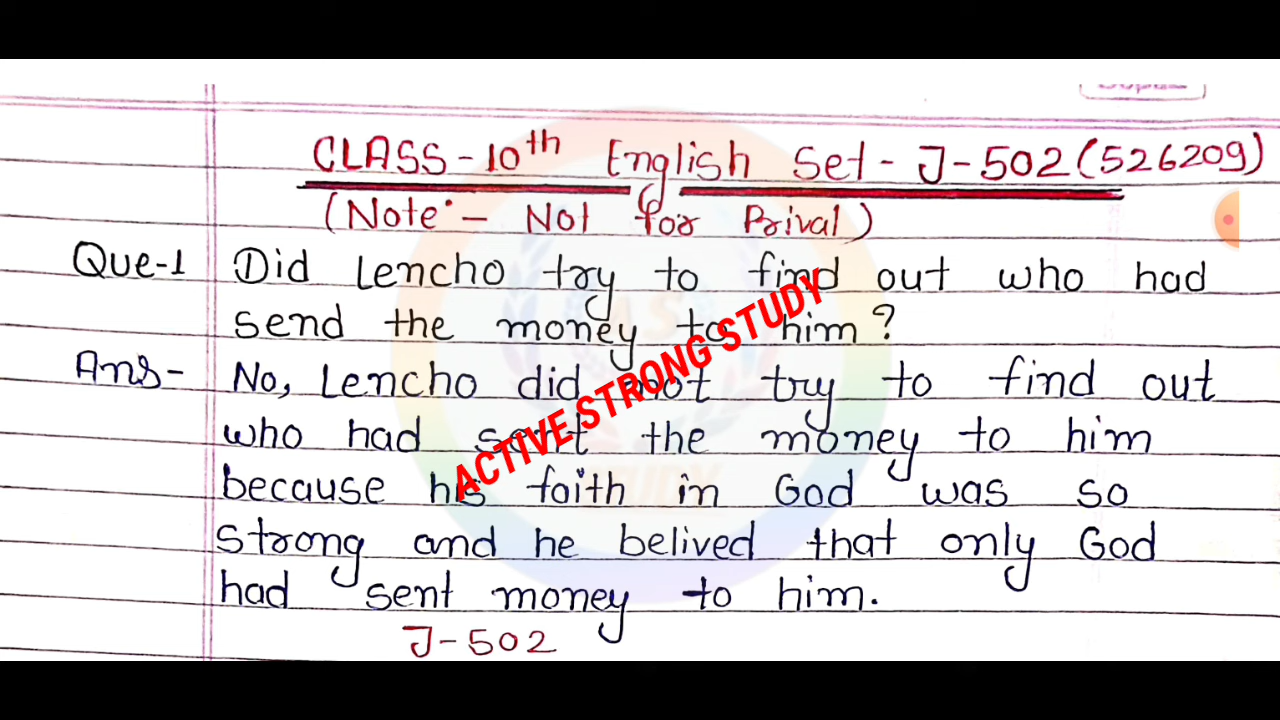 CLASS-10th English Set - J-502 (526209)
(Note:- Not for Prival)
Que-1 Did Lencho try to find out who had
send the money to him?
Ans- No, Lencho did not try to find out
who had sent the money to him
because his faith in God was so
strong and he belived that only God
had sent money to him.
J-502
ACTIVE STRONG STUDY